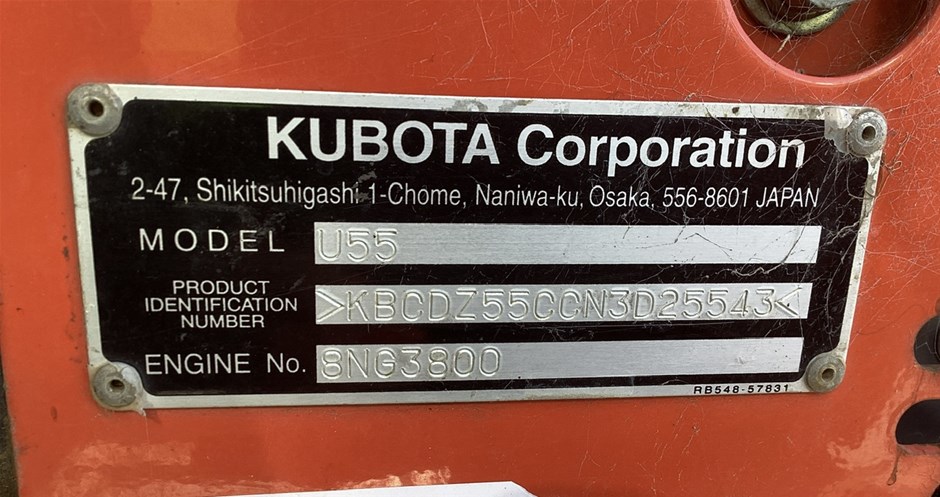 KUBOTA Corporation
2-47, Shikitsuhigashi 1-Chome, Naniwa-ku, Osaka, 556-8601 JAPAN
MODEL U55
PRODUCT
IDENTIFICATION >KBCDZ55CCN3D25543<
NUMBER
ENGINE No. 8NG3800
RB548-57831